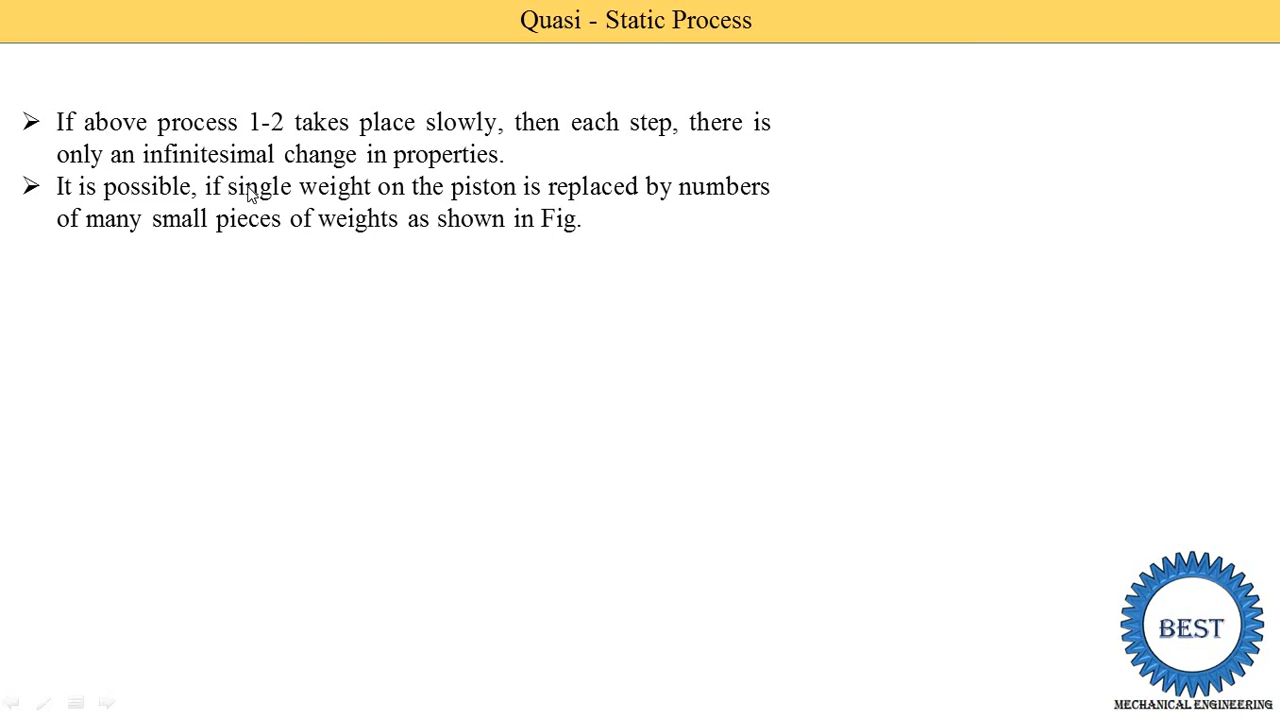 Quasi - Static Process
➢ If above process 1-2 takes place slowly, then each step, there is
only an infinitesimal change in properties.
➢ It is possible, if single weight on the piston is replaced by numbers
of many small pieces of weights as shown in Fig.
BEST
MECHANICAL ENGINEERING